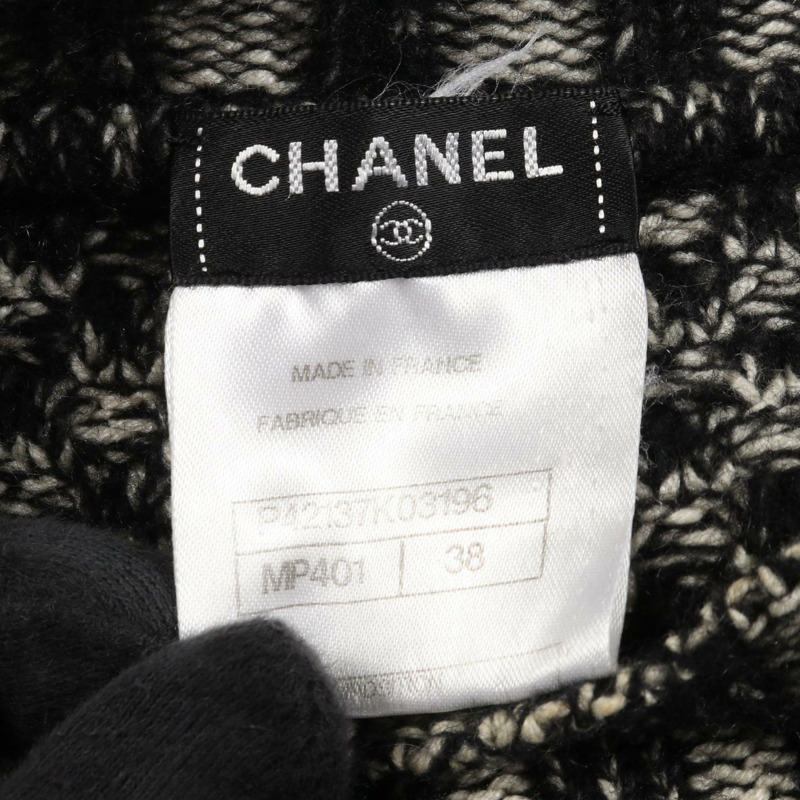 CHANEL
MADE IN FRANCE
FABRIQUE EN FRANCE
P42137K03196
MP401 38